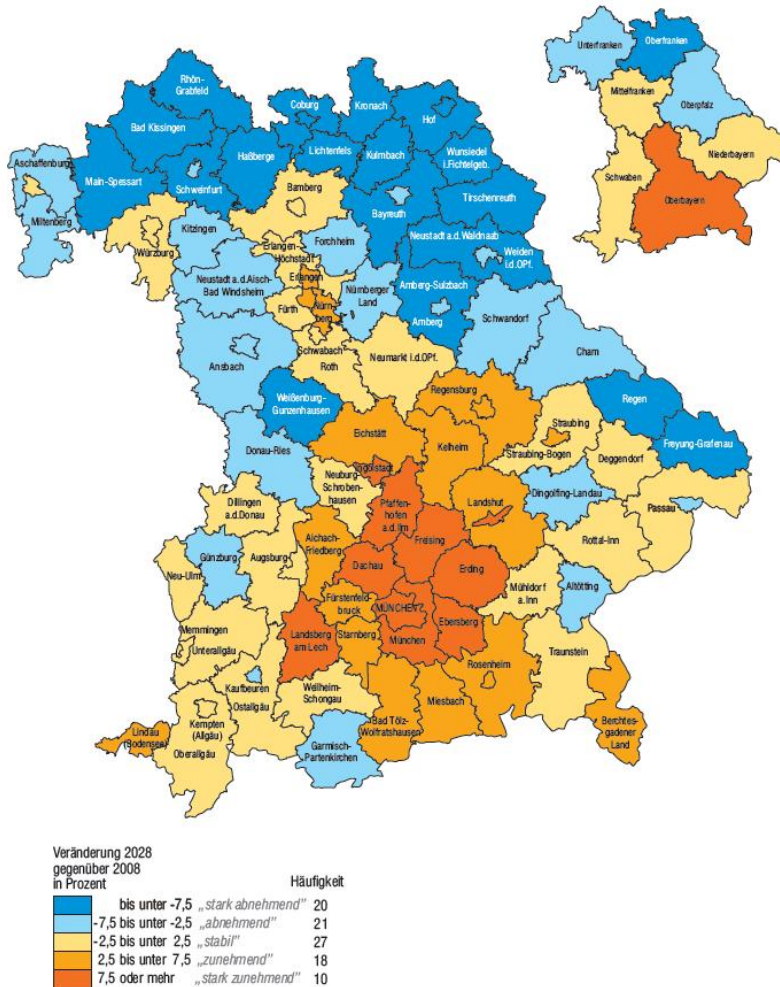 Rhön-
Grabfeld
Bad Kissingen
Coburg
Kronach
Hof
Lichtenfels
Kulmbach
Wunsiedel
i.Fichtelgeb.
Haßberge
Schweinfurt
Main-Spessart
Aschaffenburg
Miltenberg
Bamberg
Bayreuth
Tirschenreuth
Kitzingen
Würzburg
Forchheim
Erlangen-
Höchstadt
Erlangen
Neustadt a.d.Waldnaab
Weiden
i.d.OPf.
Neustadt a.d.Aisch-
Bad Windsheim
Fürth
Nürn-
berg
Nürnberger
Land
Amberg-Sulzbach
Amberg
Schwandorf
Cham
Ansbach
Schwabach
Roth
Neumarkt i.d.OPf.
Weißenburg-
Gunzenhausen
Regensburg
Regen
Freyung-Grafenau
Eichstätt
Kelheim
Straubing
Straubing-Bogen
Deggendorf
Donau-Ries
Ingolstadt
Neuburg-
Schroben-
hausen
Pfaffen-
hofen
a.d.Ilm
Landshut
Dingolfing-Landau
Passau
Dillingen
a.d.Donau
Aichach-
Friedberg
Freising
Rottal-Inn
Günzburg
Augsburg
Neu-Ulm
Dachau
Erding
Mühldorf
a.Inn
Altötting
Fürstenfeld-
bruck
MÜNCHEN
München
Ebersberg
Memmingen
Unterallgäu
Landsberg
am Lech
Starnberg
Rosenheim
Traunstein
Kaufbeuren
Ostallgäu
Weilheim-
Schongau
Bad Tölz-
Wolfratshausen
Miesbach
Berchtes-
gadener
Land
Lindau
(Bodensee)
Kempten
(Allgäu)
Oberallgäu
Garmisch-
Partenkirchen
Unterfranken
Oberfranken
Mittelfranken
Oberpfalz
Niederbayern
Schwaben
Oberbayern
Veränderung 2028
gegenüber 2008
in Prozent Häufigkeit
bis unter -7,5 „stark abnehmend" 20
-7,5 bis unter -2,5 „abnehmend" 21
-2,5 bis unter 2,5 „stabil" 27
2,5 bis unter 7,5 „zunehmend" 18
7,5 oder mehr „stark zunehmend" 10